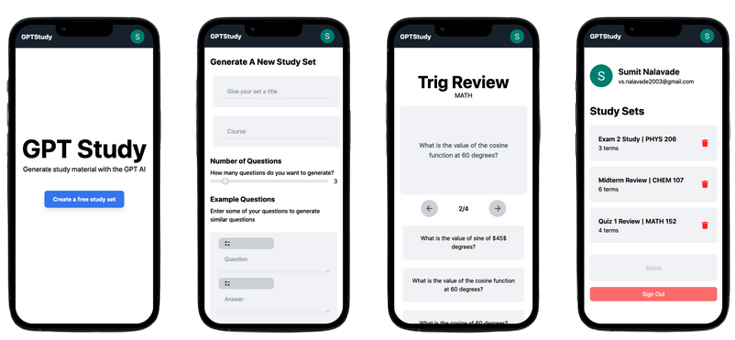 GPTStudy
S
GPT Study
Generate study material with the GPT AI
Create a free study set
GPTStudy
S
Generate A New Study Set
Give your set a title
Course
Number of Questions
How many questions do you want to generate?
3
Example Questions
Enter some of your questions to generate
similar questions
Question
Answer
GPTStudy
S
Trig Review
MATH
What is the value of the cosine
function at 60 degrees?
2/4
What is the value of sine of $45$
degrees?
What is the value of the cosine function
at 60 degrees?
What is the cosine of 60 degrees?
GPTStudy
S
S
Sumit Nalavade
vs.nalavade2003@gmail.com
Study Sets
Exam 2 Study | PHYS 206
3 terms
Midterm Review | CHEM 107
6 terms
Quiz 1 Review | MATH 152
4 terms
More
Sign Out